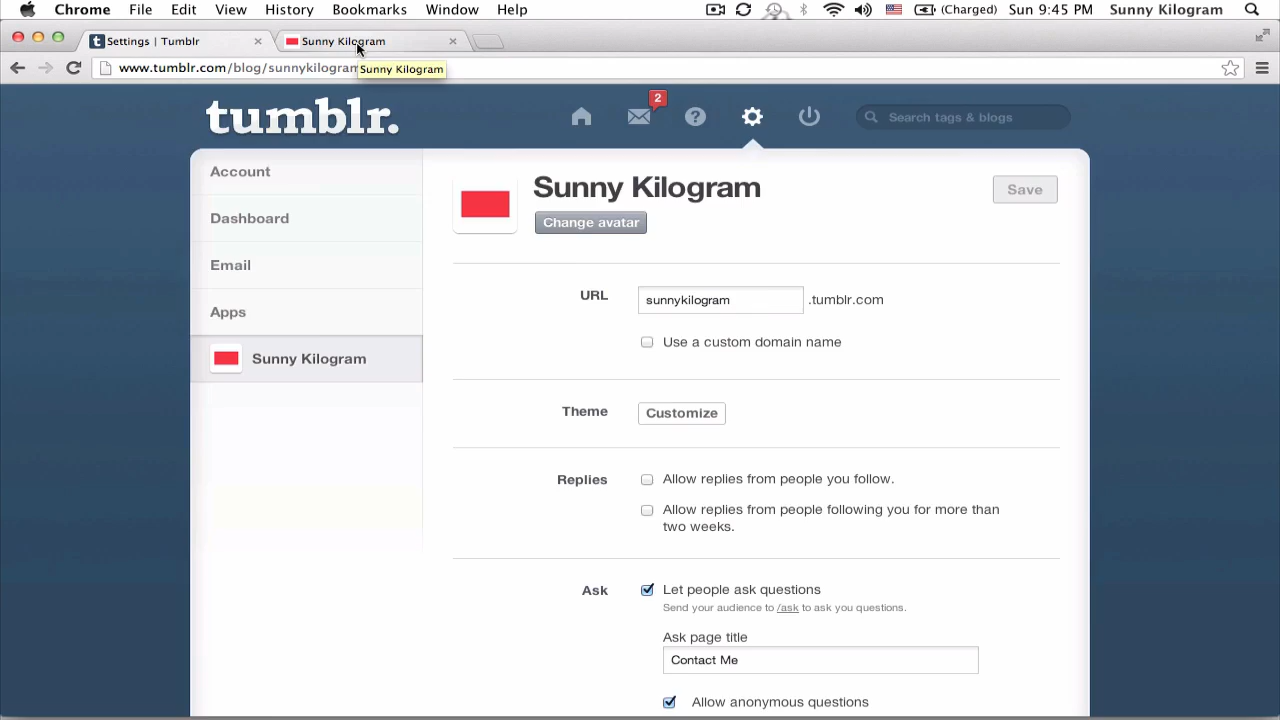 Chrome File Edit View History Bookmarks Window Help (Charged) Sun 9:45 PM Sunny Kilogram
t Settings | Tumblr Sunny Kilogram
www.tumblr.com/blog/sunnykilogram
Sunny Kilogram
tumblr.
2
Search tags & blogs
Account
Dashboard
Email
Apps
Sunny Kilogram
Sunny Kilogram
Save
Change avatar
URL sunnykilogram .tumblr.com
Use a custom domain name
Theme Customize
Replies Allow replies from people you follow.
Allow replies from people following you for more than
two weeks.
Ask Let people ask questions
Send your audience to /ask to ask you questions.
Ask page title
Contact Me
Allow anonymous questions